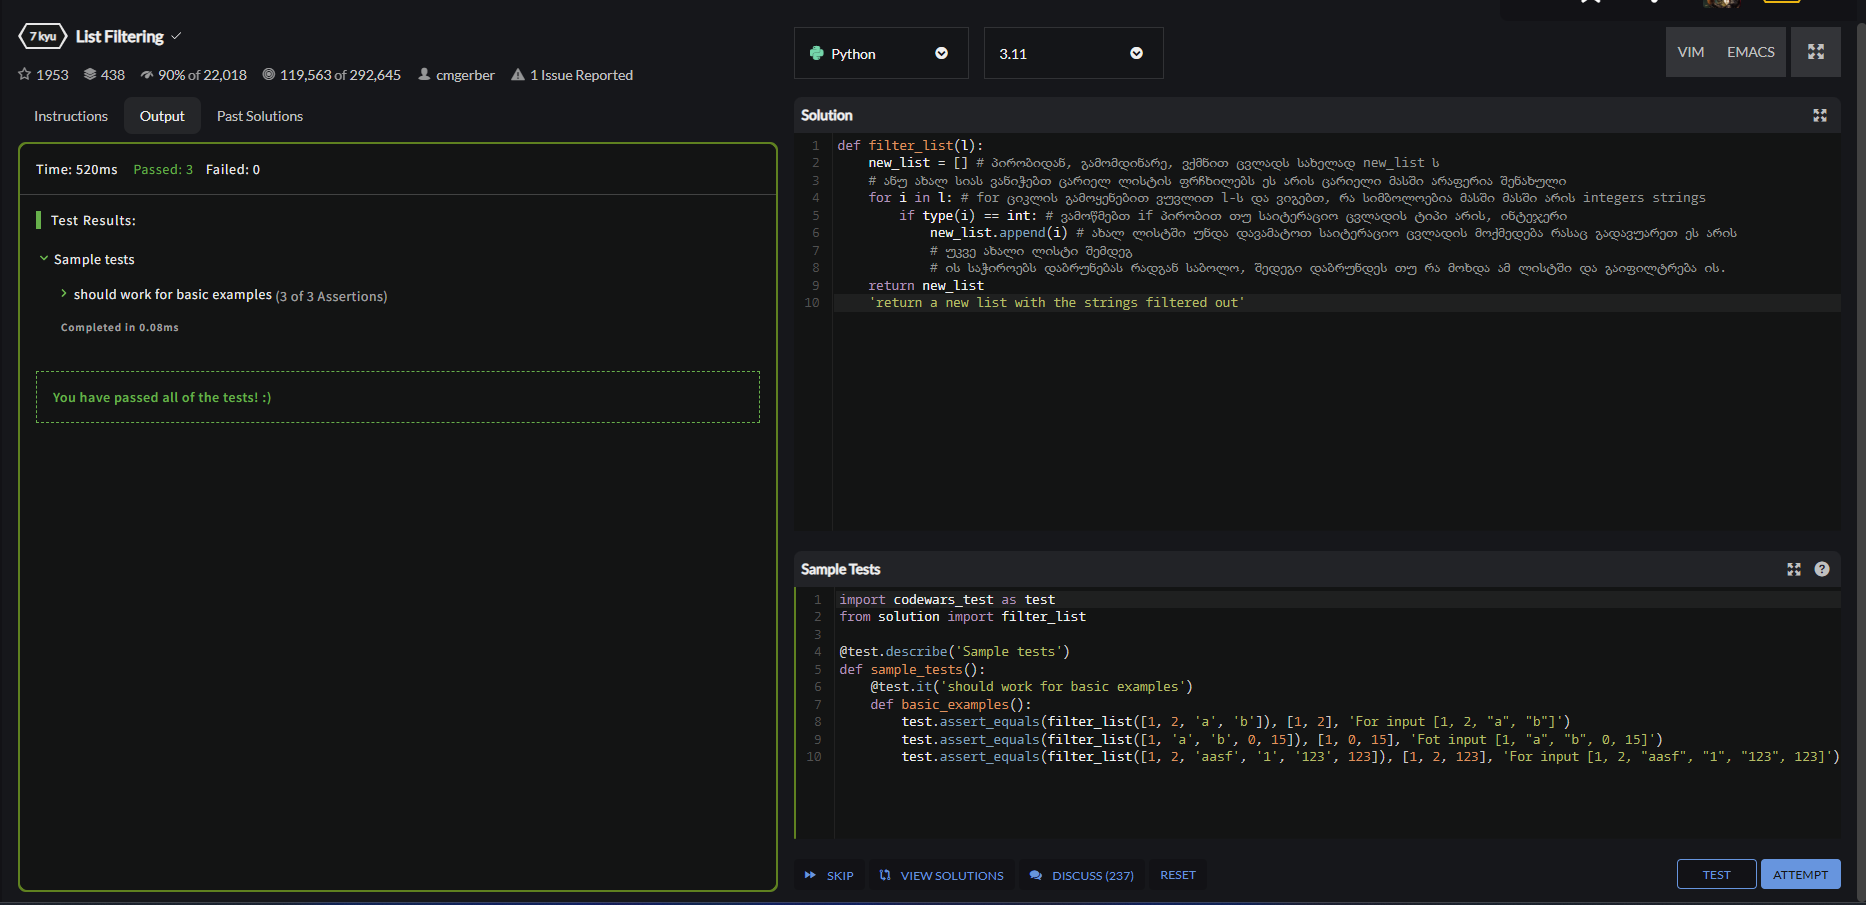 7 kyu List Filtering
1953 438 90% of 22,018 119,563 of 292,645 cmgerber 1 Issue Reported
Instructions Output Past Solutions
Time: 520ms Passed: 3 Failed: 0
Test Results:
Sample tests
should work for basic examples (3 of 3 Assertions)
Completed in 0.08ms
You have passed all of the tests! :)
Python 3.11 VIM EMACS
Solution
1 def filter_list(l):
2 new_list = [] # პირობიდან, გამომდინარე, ვქმნით ცვლადს სახელად new_list ს
3 # ანუ ახალ სიას ვანიჭებთ ცარიელ ლისტის ფრჩხილებს ეს არის ცარიელი მასში არაფერია შენახული
4 for i in l: # for ციკლის გამოყენებით ვუვლით l-ს და ვიგებთ, რა სიმბოლოებია მასში მასში არის integers strings
5 if type(i) == int: # ვამოწმებთ if პირობით თუ საიტერაციო ცვლადის ტიპი არის, ინტეჯერი
6 new_list.append(i) # ახალ ლისტში უნდა დავამატოთ საიტერაციო ცვლადის მოქმედება რასაც გადავუარეთ ეს არის
7 # უკვე ახალი ლისტი შემდეგ
8 # ის საჭიროებს დაბრუნებას რადგან საბოლო, შედეგი დაბრუნდეს თუ რა მოხდა ამ ლისტში და გაიფილტრება ის.
9 return new_list
10 'return a new list with the strings filtered out'
Sample Tests
1 import codewars_test as test
2 from solution import filter_list
3
4 @test.describe('Sample tests')
5 def sample_tests():
6 @test.it('should work for basic examples')
7 def basic_examples():
8 test.assert_equals(filter_list([1, 2, 'a', 'b']), [1, 2], 'For input [1, 2, "a", "b"]')
9 test.assert_equals(filter_list([1, 'a', 'b', 0, 15]), [1, 0, 15], 'Fot input [1, "a", "b", 0, 15]')
10 test.assert_equals(filter_list([1, 2, 'aasf', '1', '123', 123]), [1, 2, 123], 'For input [1, 2, "aasf", "1", "123", 123]')
SKIP VIEW SOLUTIONS DISCUSS (237) RESET TEST ATTEMPT